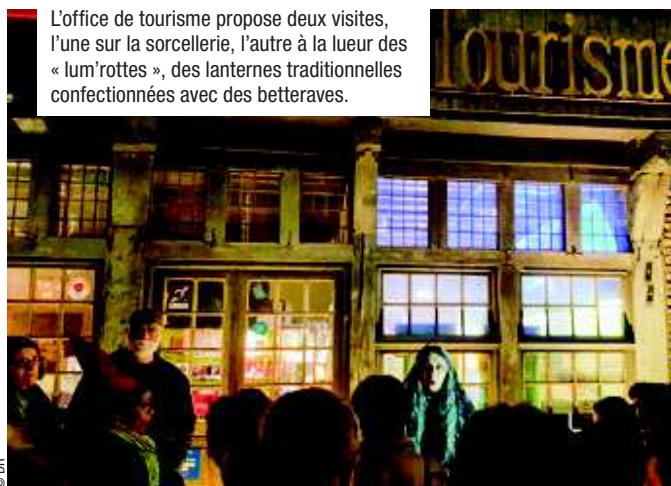 L’office de tourisme propose deux visites,
l’une sur la sorcellerie, l’autre à la lueur des
« lum’rottes », des lanternes traditionnelles
confectionnées avec des betteraves.
Tourisme
© DR